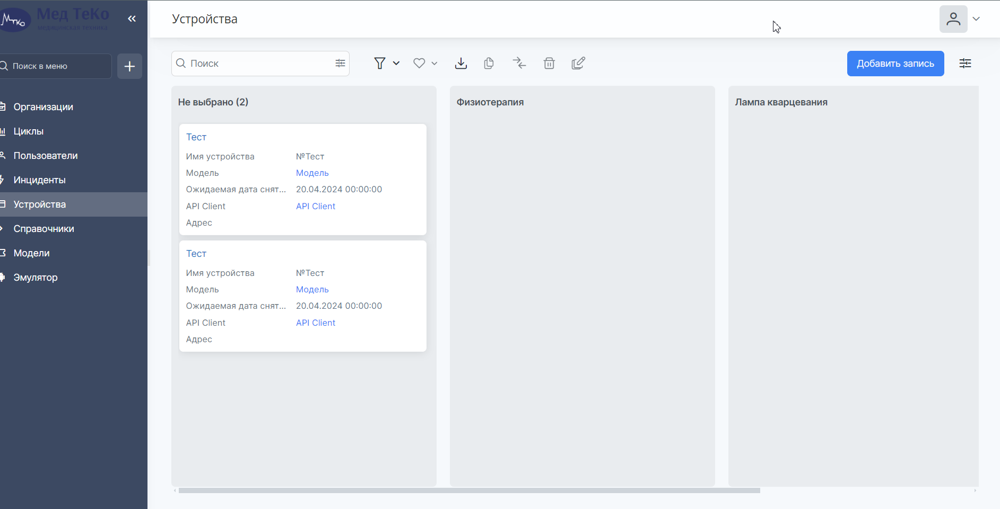 Мтко
Мед ТеКо
медицинская техника
Поиск в меню
Организации
Циклы
Пользователи
Инциденты
Устройства
Справочники
Модели
Эмулятор
Устройства
Поиск
Добавить запись
Не выбрано (2)
Тест
Имя устройства №Тест
Модель Модель
Ожидаемая дата снят... 20.04.2024 00:00:00
API Client API Client
Адрес
Тест
Имя устройства №Тест
Модель Модель
Ожидаемая дата снят... 20.04.2024 00:00:00
API Client API Client
Адрес
Физиотерапия
Лампа кварцевания